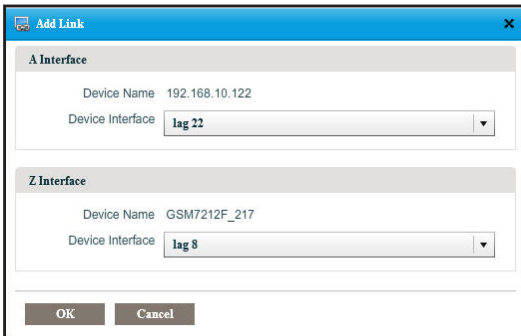 Add Link
A Interface
Device Name 192.168.10.122
Device Interface lag 22
Z Interface
Device Name GSM7212F_217
Device Interface lag 8
OK Cancel